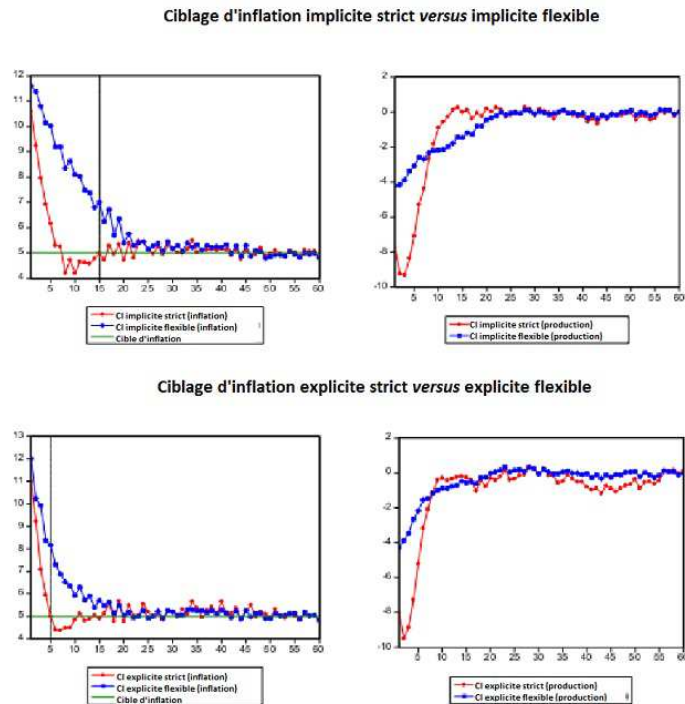 Ciblage d'inflation implicite strict versus implicite flexible
12
11
10
9
8
7
6
5
4
5 10 15 20 25 30 35 40 45 50 55 60
CI implicite strict (inflation)
CI implicite flexible (inflation)
Cible d'inflation
2
0
-2
-4
-6
-8
-10
5 10 15 20 25 30 35 40 45 50 55 60
CI implicite strict (production)
CI implicite flexible (production)
Ciblage d'inflation explicite strict versus explicite flexible
13
12
11
10
9
8
7
6
5
4
5 10 15 20 25 30 35 40 45 50 55 60
CI explicite strict (inflation)
CI explicite flexible (inflation)
Cible d'inflation
2
0
-2
-4
-6
-8
-10
5 10 15 20 25 30 35 40 45 50 55 60
CI explicite strict (production)
CI explicite flexible (production)